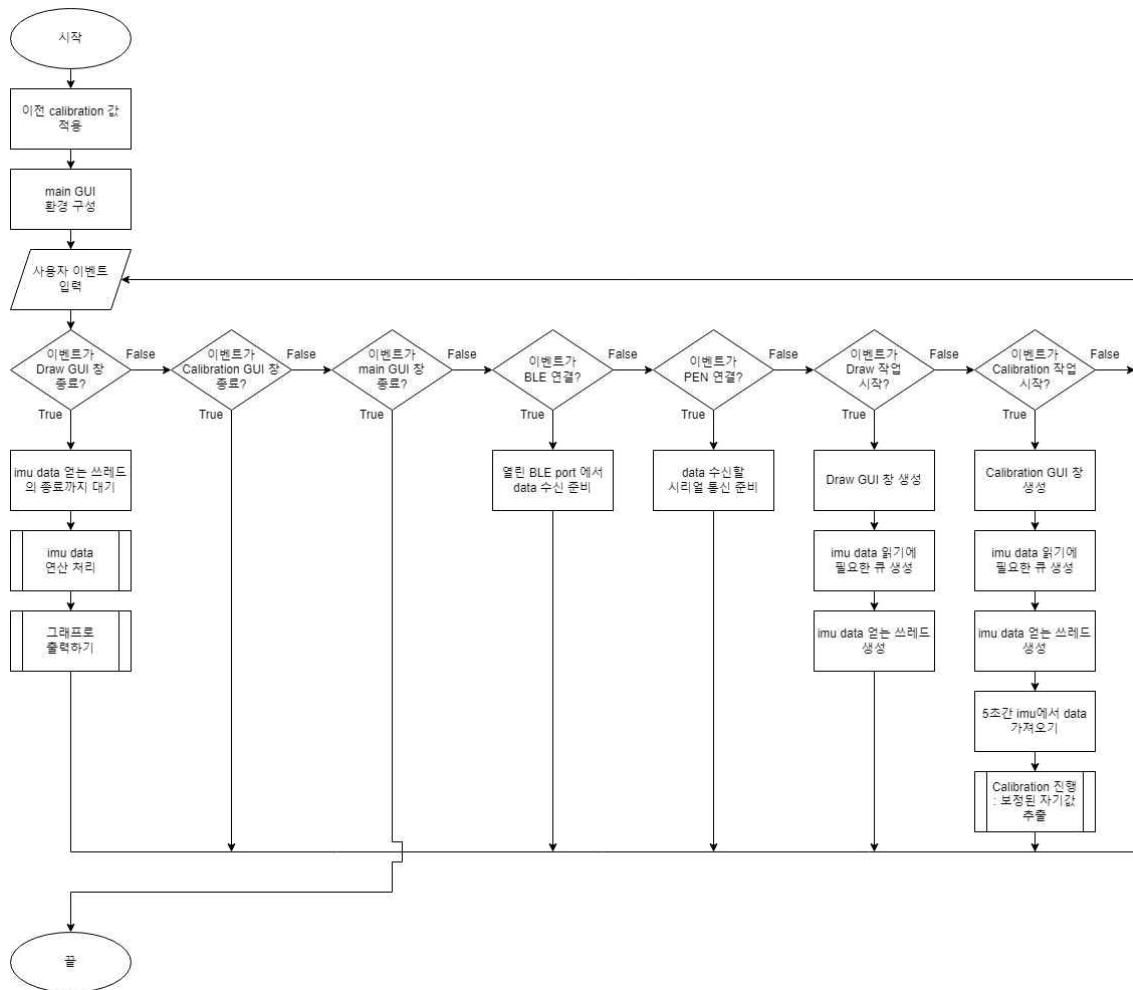 시작
이전 calibration 값
적용
main GUI
환경 구성
사용자 이벤트
입력
이벤트가
Draw GUI 창
종료?
False
True
이벤트가
Calibration GUI 창
종료?
False
True
이벤트가
main GUI 창
종료?
False
True
이벤트가
BLE 연결?
False
True
이벤트가
PEN 연결?
False
True
이벤트가
Draw 작업
시작?
False
True
이벤트가
Calibration 작업
시작?
False
True
imu data 얻는 쓰레드
의 종료까지 대기
imu data
연산 처리
그래프로
출력하기
열린 BLE port 에서
data 수신 준비
data 수신할
시리얼 통신 준비
Draw GUI 창 생성
imu data 읽기에
필요한 큐 생성
imu data 얻는 쓰레드
생성
Calibration GUI 창
생성
imu data 읽기에
필요한 큐 생성
imu data 얻는 쓰레드
생성
5초간 imu에서 data
가져오기
Calibration 진행
: 보정된 자기값
추출
끝